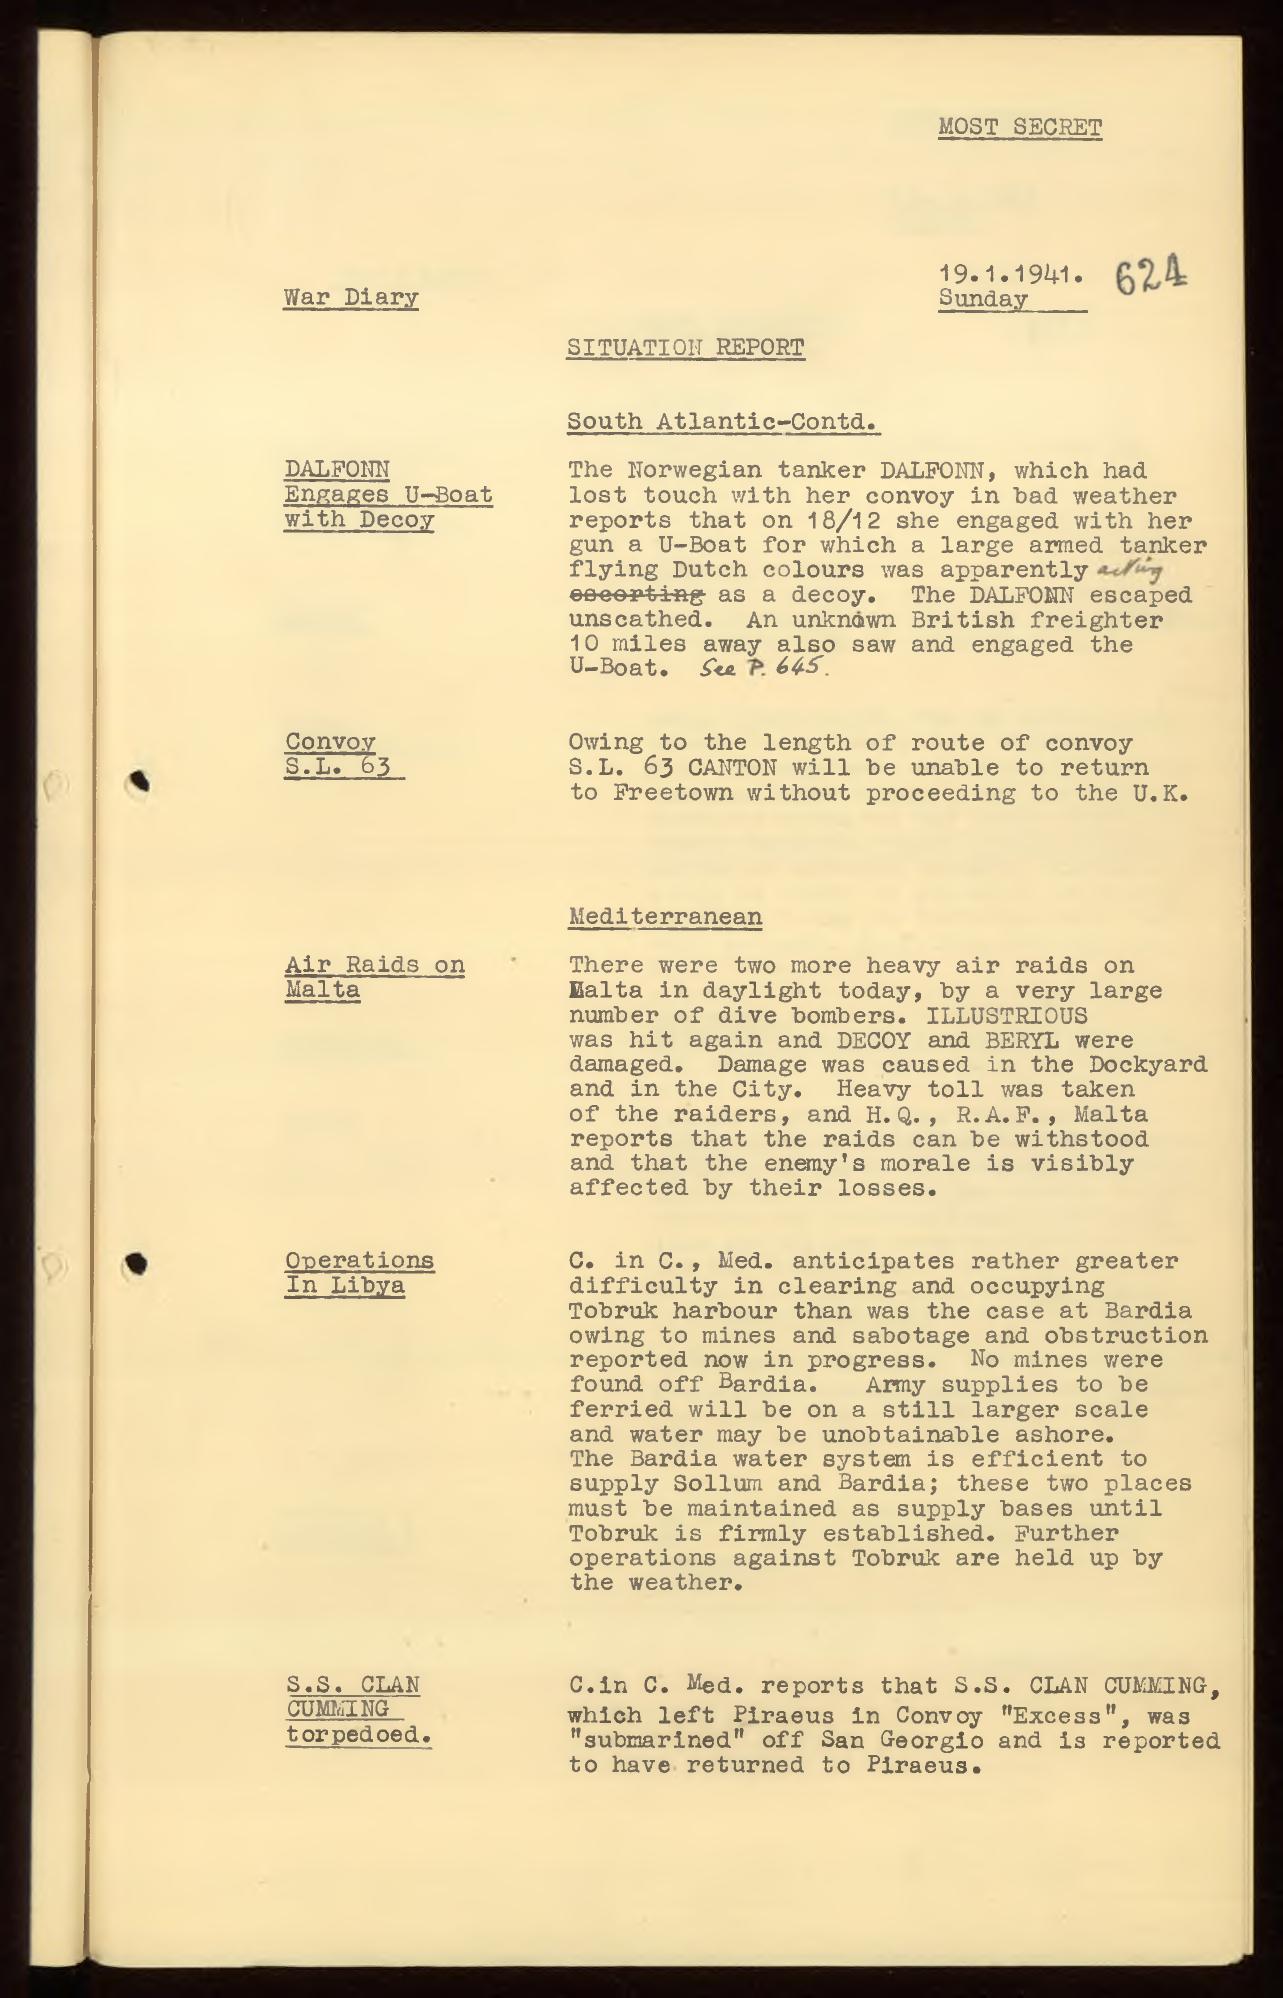 MOST SECRET
19.1.1941. 624
War Diary
Sunday
SITUATION REPORT
South Atlantic-Contd.
DALFONN
Engages U-Boat
with Decoy
The Norwegian tanker DALFONN, which had
lost touch with her convoy in bad weather
reports that on 18/12 she engaged with her
gun a U-Boat for which a large armed tanker
flying Dutch colours was apparently acting
escorting as a decoy. The DALFONN escaped
unscathed. An unknown British freighter
10 miles away also saw and engaged the
U-Boat. See P. 645.
Convoy
S.L. 63
Owing to the length of route of convoy
S.L. 63 CANTON will be unable to return
to Freetown without proceeding to the U.K.
Mediterranean
Air Raids on
Malta
There were two more heavy air raids on
Malta in daylight today, by a very large
number of dive bombers. ILLUSTRIOUS
was hit again and DECOY and BERYL were
damaged. Damage was caused in the Dockyard
and in the City. Heavy toll was taken
of the raiders, and H.Q., R.A.F., Malta
reports that the raids can be withstood
and that the enemy's morale is visibly
affected by their losses.
Operations
In Libya
C. in C., Med. anticipates rather greater
difficulty in clearing and occupying
Tobruk harbour than was the case at Bardia
owing to mines and sabotage and obstruction
reported now in progress. No mines were
found off Bardia. Army supplies to be
ferried will be on a still larger scale
and water may be unobtainable ashore.
The Bardia water system is efficient to
supply Sollum and Bardia; these two places
must be maintained as supply bases until
Tobruk is firmly established. Further
operations against Tobruk are held up by
the weather.
S.S. CLAN
CUMMING
torpedoed.
C.in C. Med. reports that S.S. CLAN CUMMING,
which left Piraeus in Convoy "Excess", was
"submarined" off San Georgio and is reported
to have returned to Piraeus.